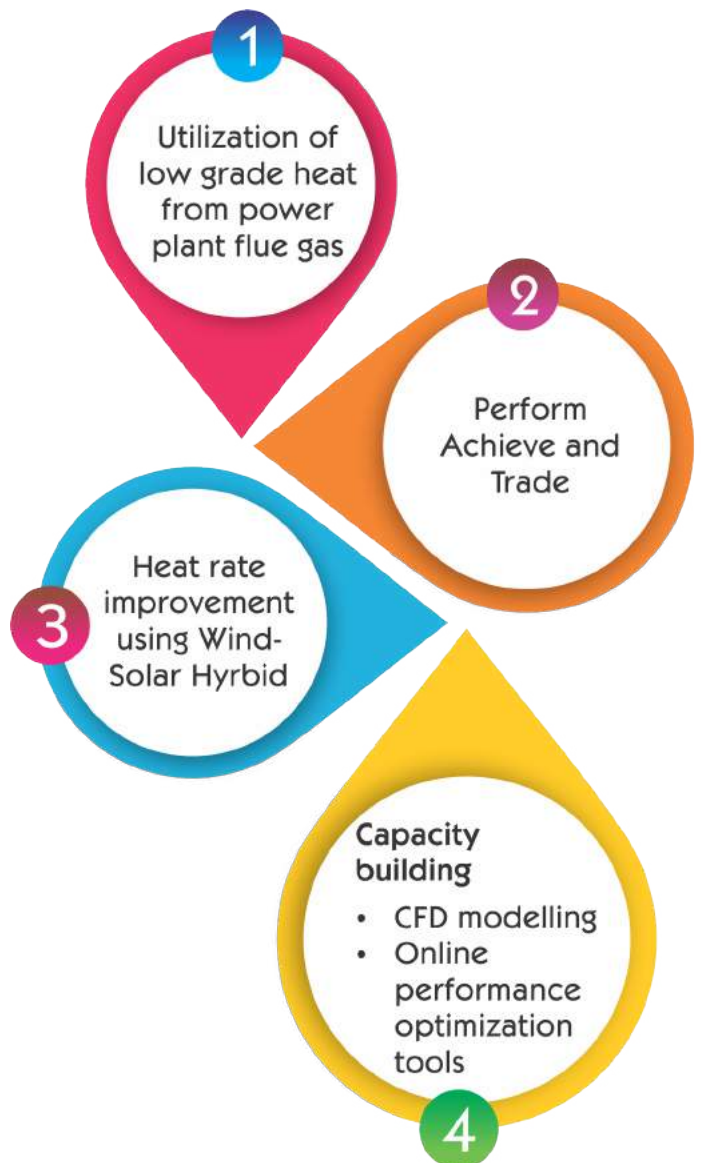 1
Utilization of
low grade heat
from power
plant flue gas
2
Perform
Achieve and
Trade
3
Heat rate
improvement
using Wind-
Solar Hyrbid
Capacity
building
• CFD modelling
• Online
performance
optimization
tools
4